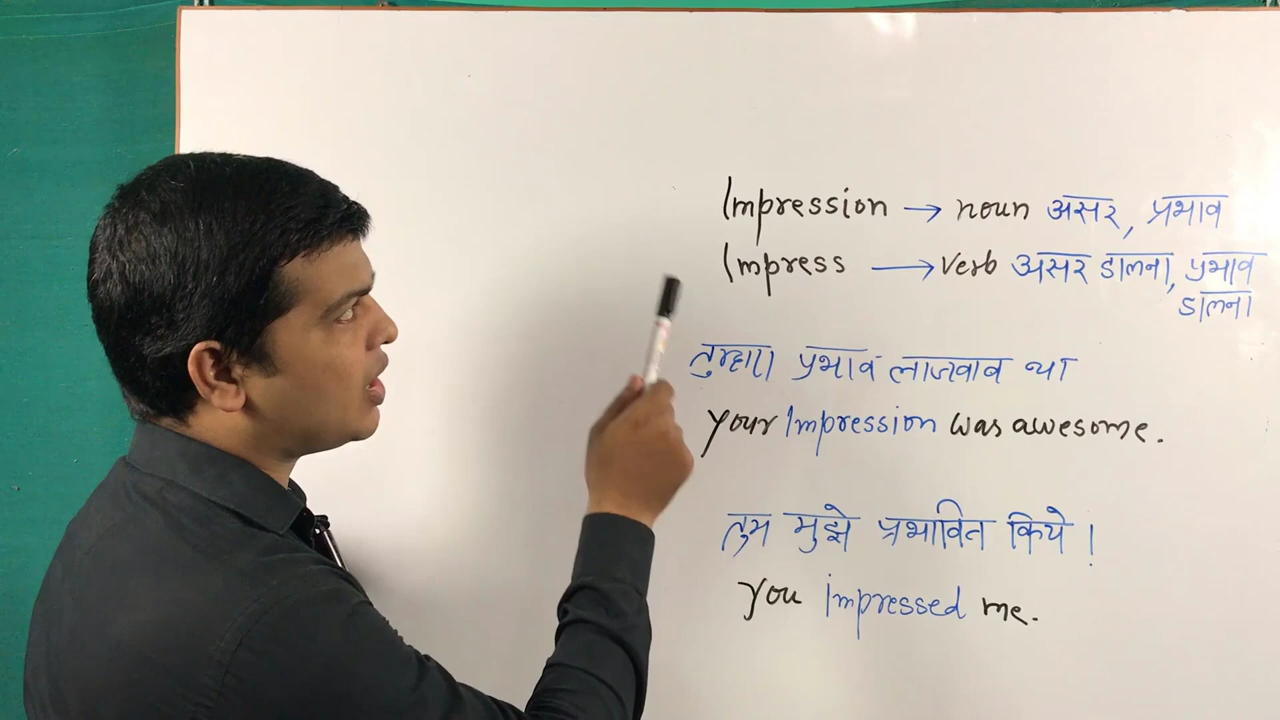 Impression → noun असर, प्रभाव
Impress → verb असर डालना, प्रभाव
डालना
तुम्हारा प्रभाव लाजवाब था
your Impression was awesome.
तुम मुझे प्रभावित किये।
you impressed me.